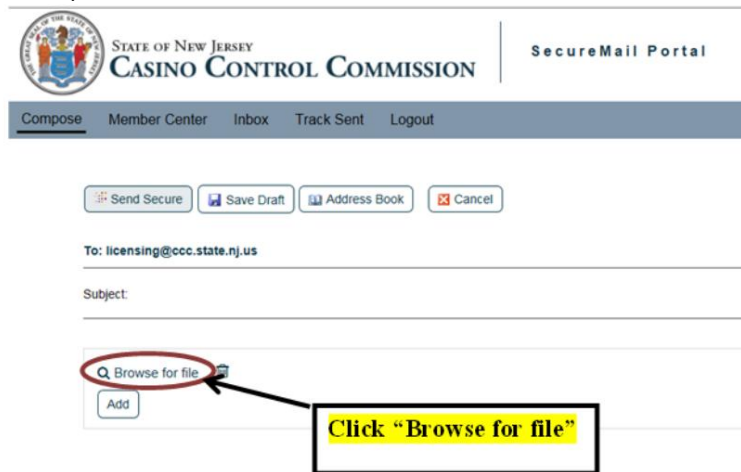 STATE OF NEW JERSEY
CASINO CONTROL COMMISSION
SecureMail Portal
Compose Member Center Inbox Track Sent Logout
Send Secure Save Draft Address Book Cancel
To: licensing@ccc.state.nj.us
Subject:
Browse for file
Add
Click “Browse for file”